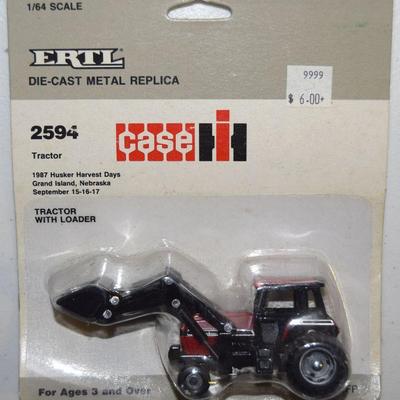 1/64 SCALE
ERTL
DIE-CAST METAL REPLICA
9999
$ 6.00+
2594
Tractor
case IH
1987 Husker Harvest Days
Grand Island, Nebraska
September 15-16-17
TRACTOR
WITH LOADER
For Ages 3 and Over